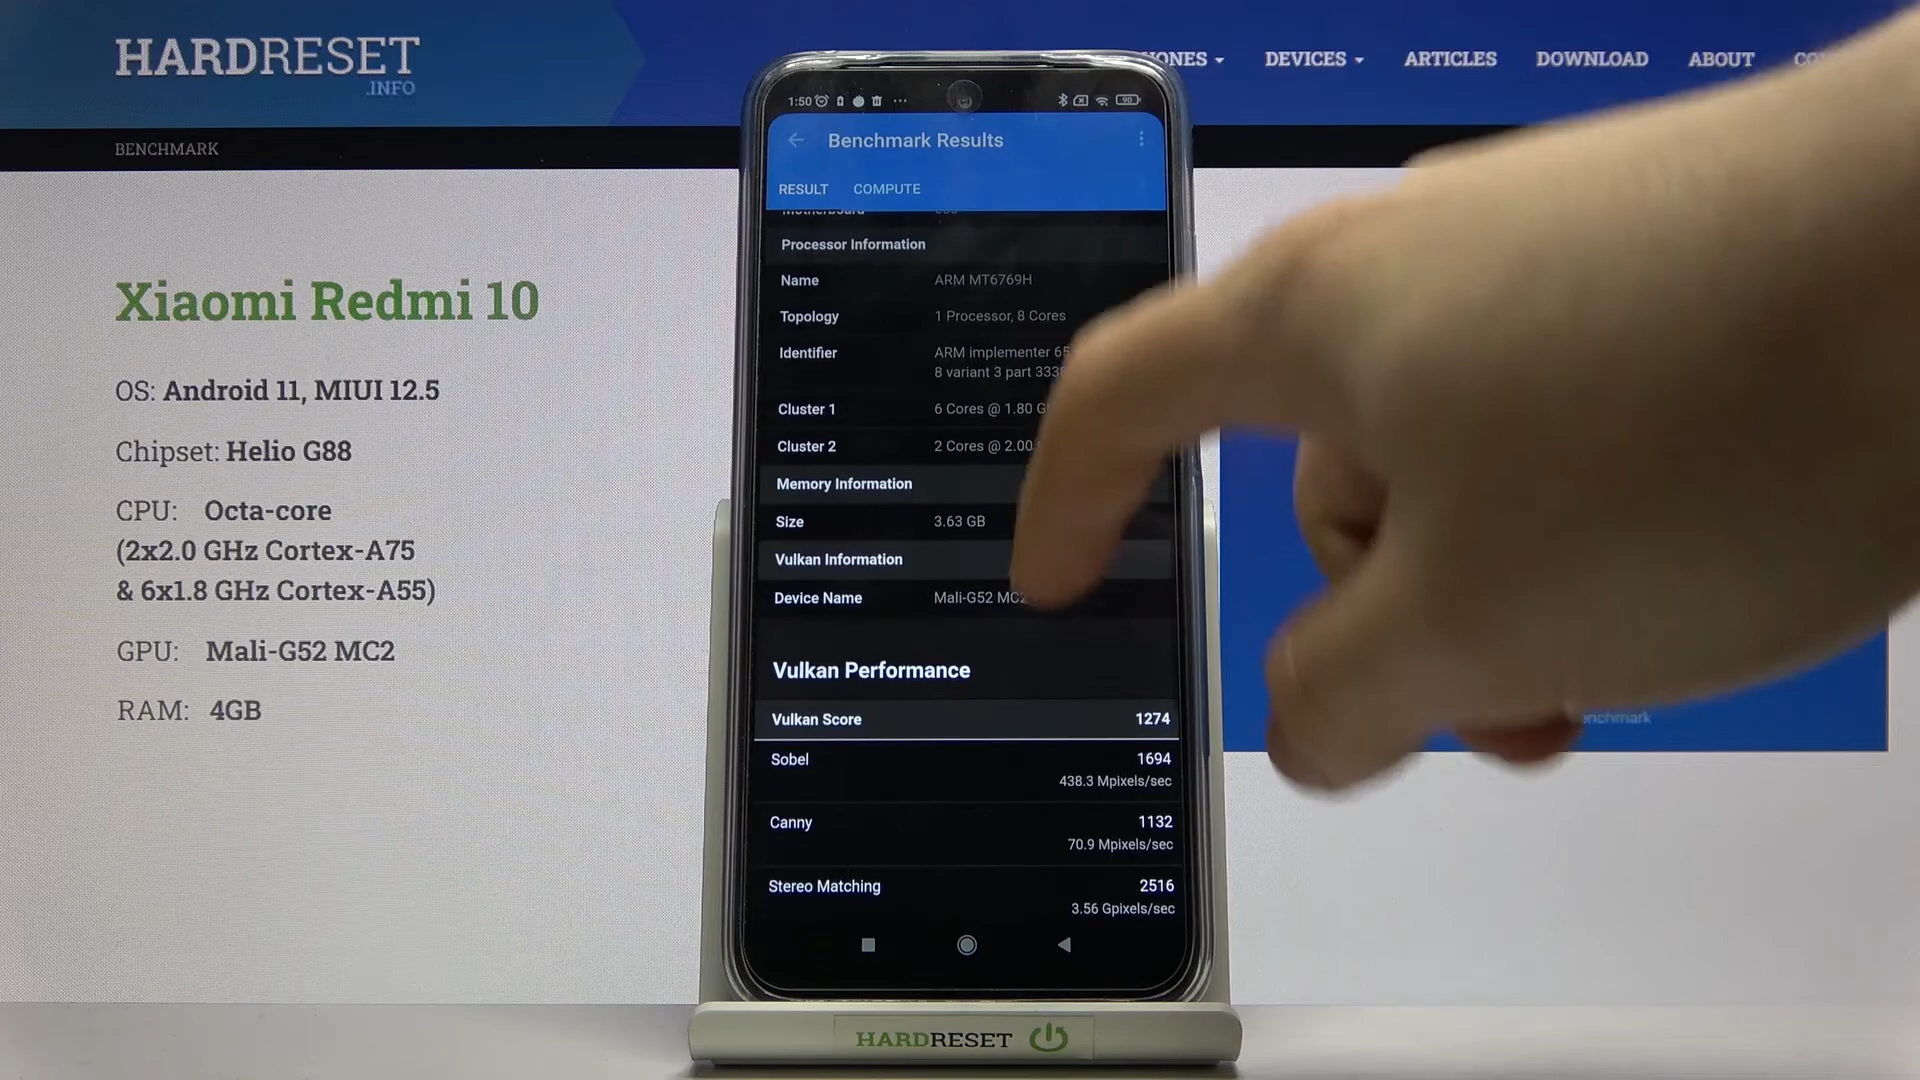 HARDRESET
.INFO
DEVICES
ARTICLES
DOWNLOAD
ABOUT
BENCHMARK
Xiaomi Redmi 10
OS: Android 11, MIUI 12.5
Chipset: Helio G88
CPU: Octa-core
(2x2.0 GHz Cortex-A75
& 6x1.8 GHz Cortex-A55)
GPU: Mali-G52 MC2
RAM: 4GB
1:50
90
Benchmark Results
RESULT COMPUTE
Processor Information
Name ARM MT6769H
Topology 1 Processor, 8 Cores
Identifier ARM implementer 65
8 variant 3 part
Cluster 1 6 Cores @ 1.80
Cluster 2 2 Cores @ 2.00
Memory Information
Size 3.63 GB
Vulkan Information
Device Name Mali-G52 MC2
Vulkan Performance
Vulkan Score 1274
Sobel 1694
438.3 Mpixels/sec
Canny 1132
70.9 Mpixels/sec
Stereo Matching 2516
3.56 Gpixels/sec
HARDRESET